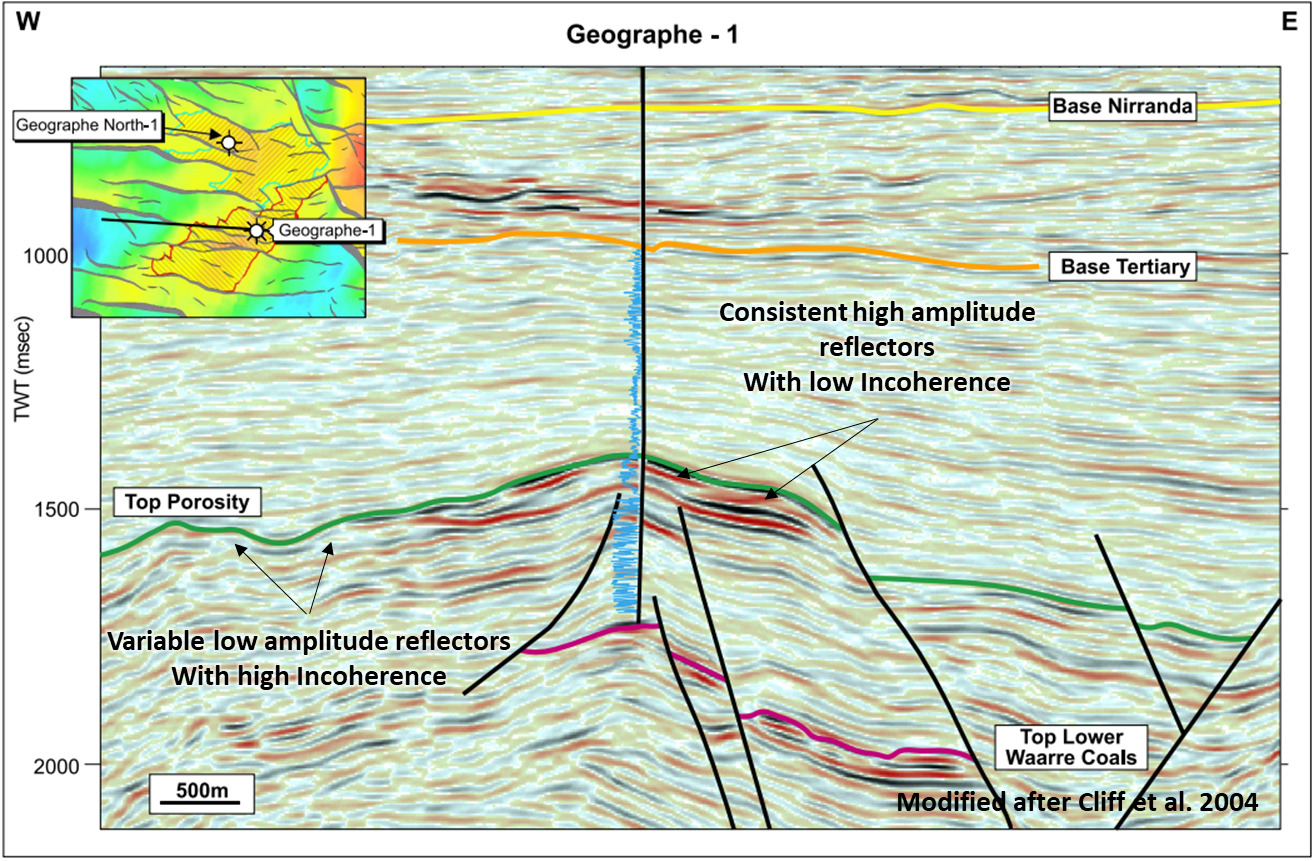 W
E
Geographe - 1
Base Nirranda
Geographe North-1
Geographe-1
1000
Base Tertiary
Consistent high amplitude
reflectors
With low Incoherence
TWT (msec)
Top Porosity
1500
Variable low amplitude reflectors
With high Incoherence
Top Lower
Waarre Coals
2000
500m
Modified after Cliff et al. 2004